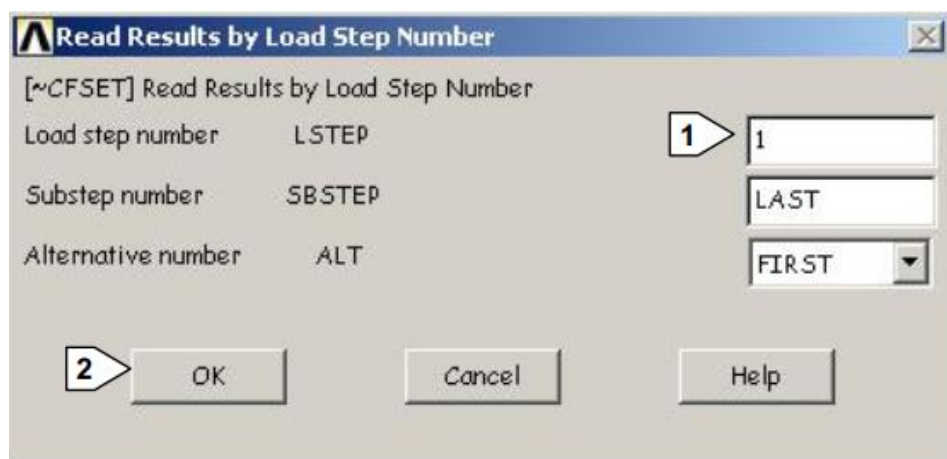 Read Results by Load Step Number
[~CFSET] Read Results by Load Step Number
Load step number LSTEP 1 1
Substep number SBSTEP LAST
Alternative number ALT FIRST
2 OK Cancel Help